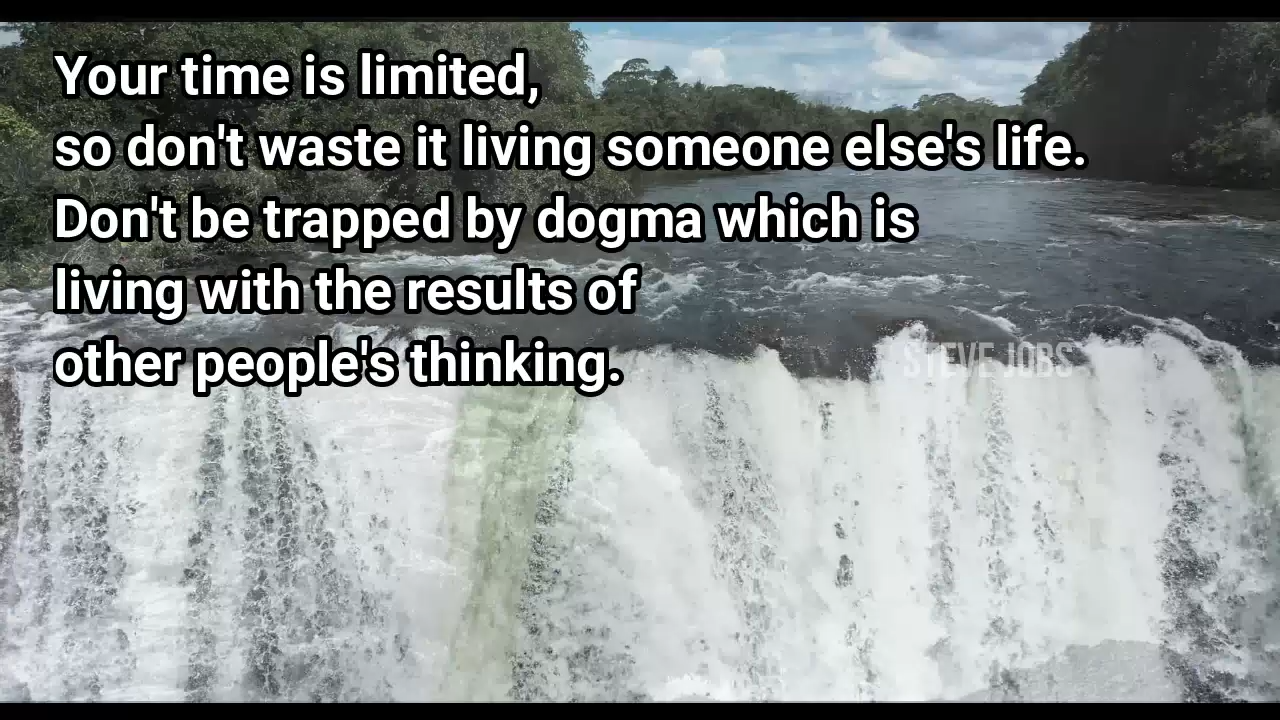 Your time is limited,
so don't waste it living someone else's life.
Don't be trapped by dogma which is
living with the results of
other people's thinking.
STEVE JOBS